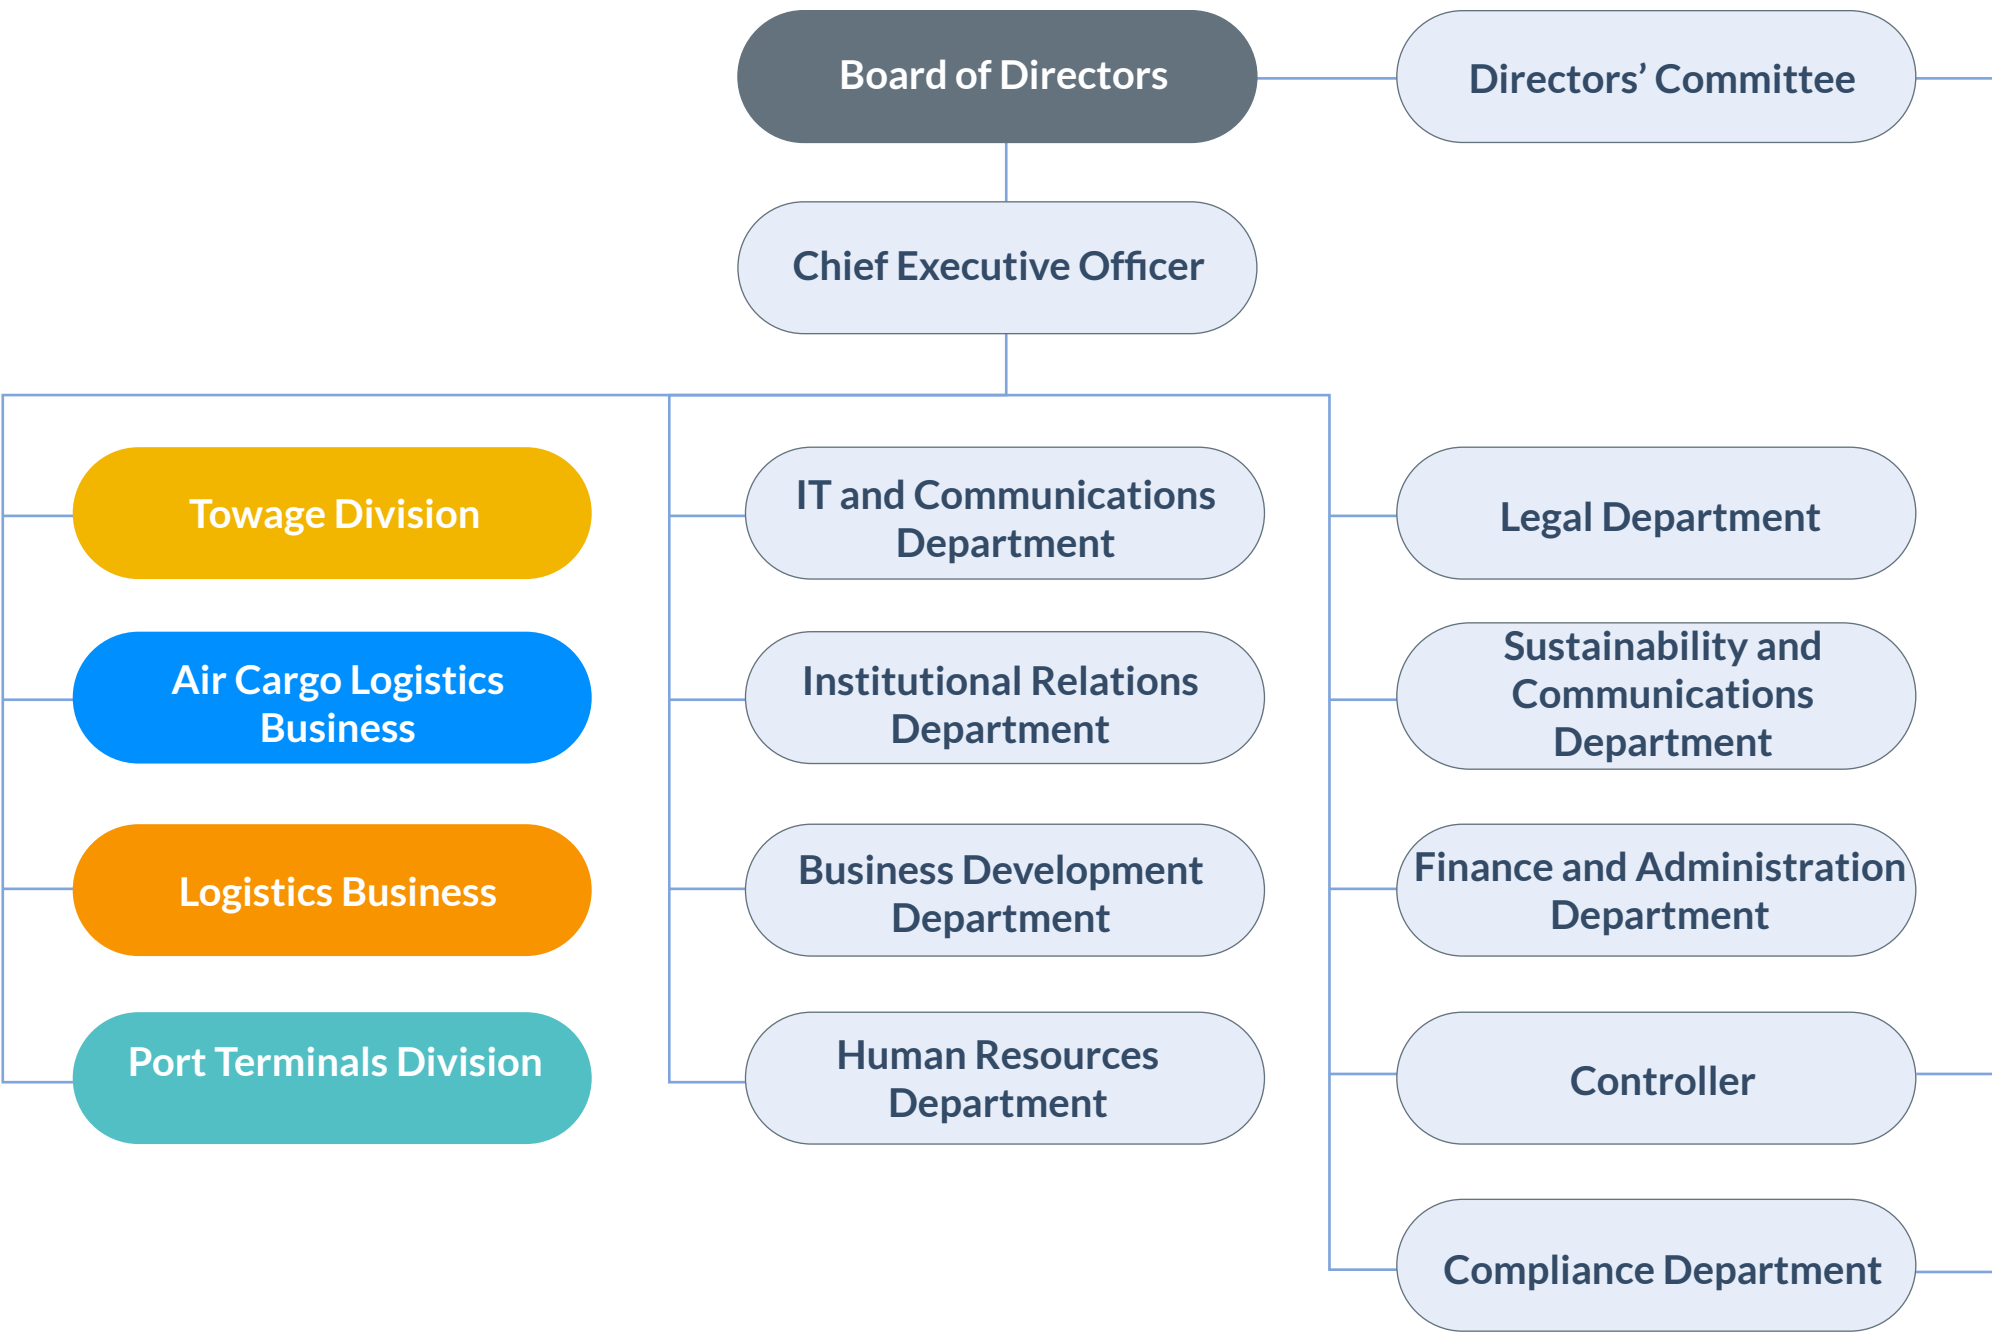 Board of Directors
Directors’ Committee
Chief Executive Officer
Towage Division
Air Cargo Logistics
Business
Logistics Business
Port Terminals Division
IT and Communications
Department
Institutional Relations
Department
Business Development
Department
Human Resources
Department
Legal Department
Sustainability and
Communications
Department
Finance and Administration
Department
Controller
Compliance Department